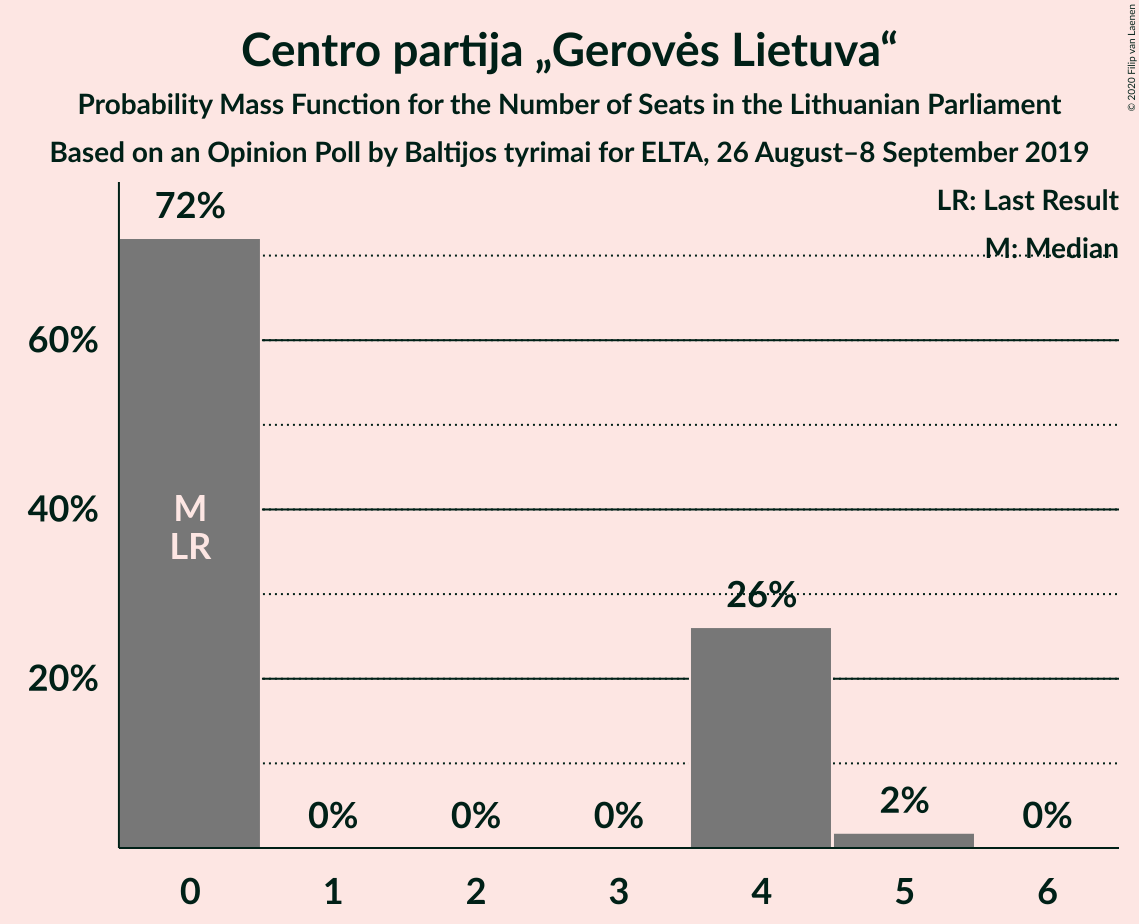 © 2020 Filip van Laenen
Centro partija „Gerovės Lietuva“
Probability Mass Function for the Number of Seats in the Lithuanian Parliament
Based on an Opinion Poll by Baltijos tyrimai for ELTA, 26 August–8 September 2019
LR: Last Result
M: Median
72%
60%
40%
20%
M
LR
0%
0%
0%
26%
2%
0%
0
1
2
3
4
5
6